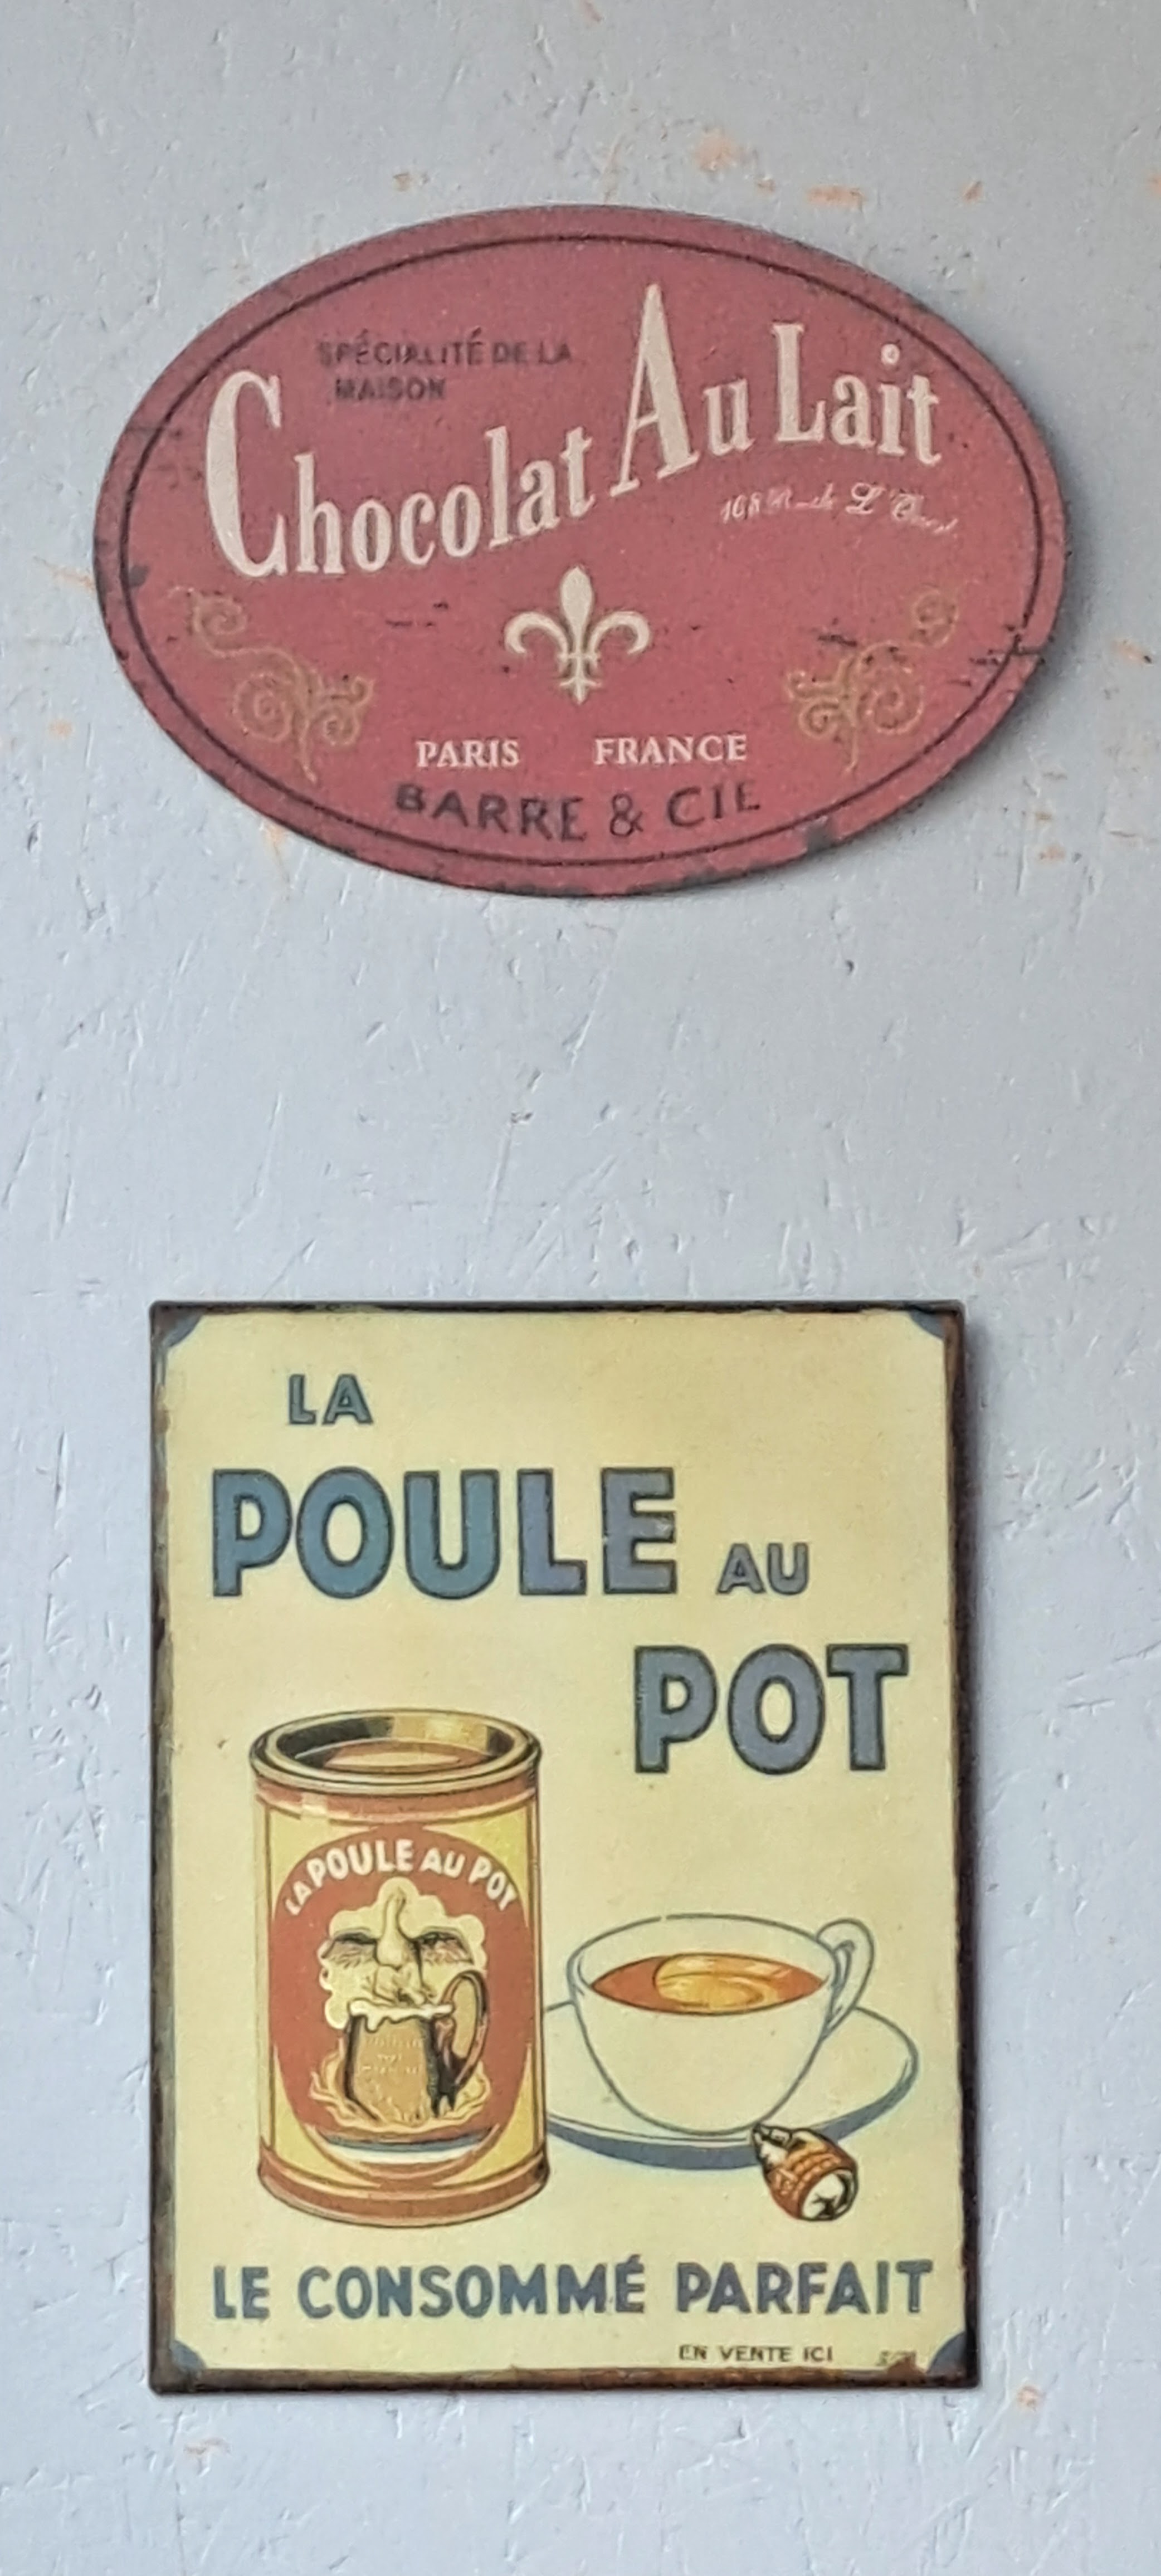 SPÉCIALITÉ DE LA
MAISON
Chocolat Au Lait
168
PARIS FRANCE
BARRE & CIE
LA
POULE AU
POT
LA POULE AU POT
LE CONSOMMÉ PARFAIT
EN VENTE ICI